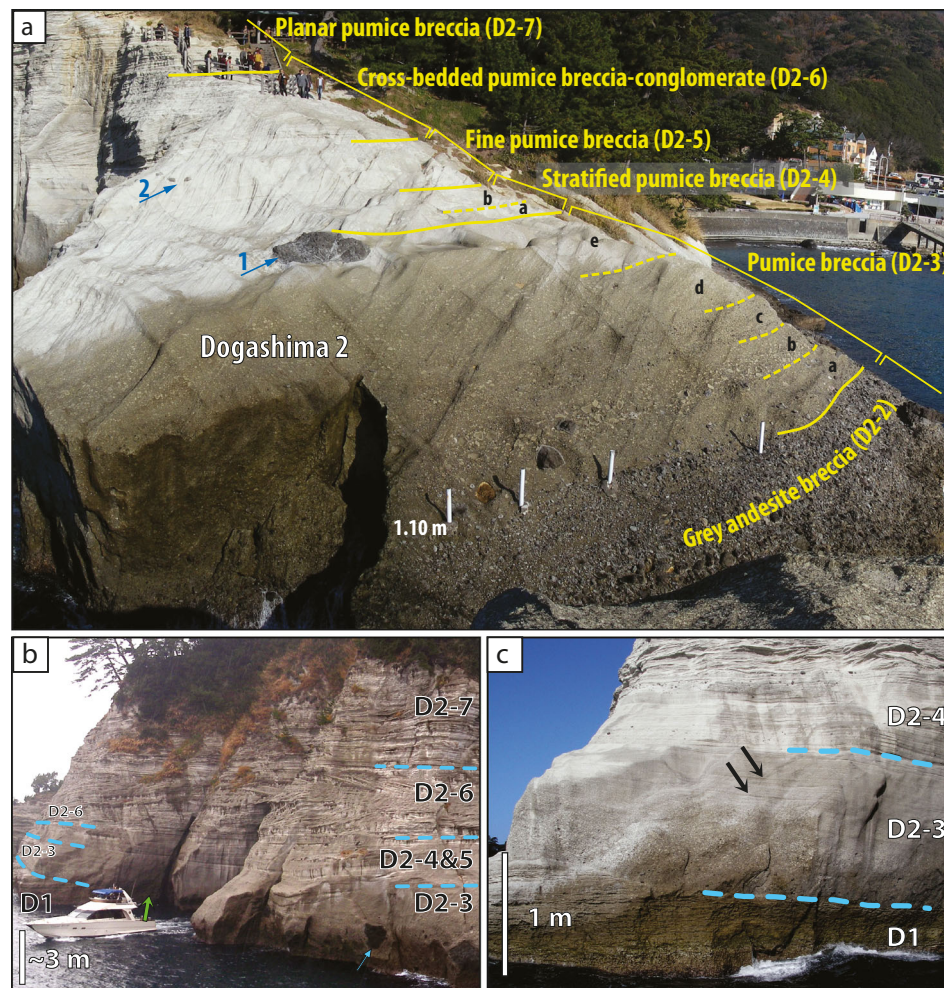 a
Planar pumice breccia (D2-7)
Cross-bedded pumice breccia-conglomerate (D2-6)
Fine pumice breccia (D2-5)
Stratified pumice breccia (D2-4)
2
b
a
1
e
Pumice breccia (D2-3)
d
c
b
a
Dogashima 2
Grey andesite breccia (D2-2)
1.10 m
b
D2-7
D2-6
D2-6
D2-3
D2-4&5
D2-3
D1
~3 m
c
D2-4
D2-3
1 m
D1